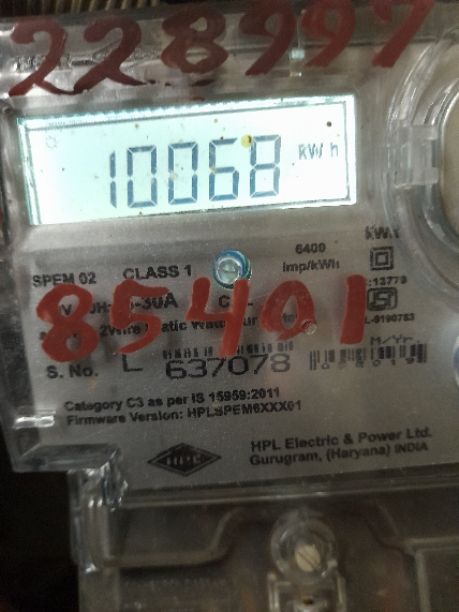 228997
10068 kWh
6400
imp/kWh
SPEM 02 CLASS 1
85401
S. No. L 637078
M/Yr.
Category C3 as per IS 15959:2011
Firmware Version: HPLSPEM6XXX01
HPL Electric & Power Ltd.
Gurugram, (Haryana) INDIA